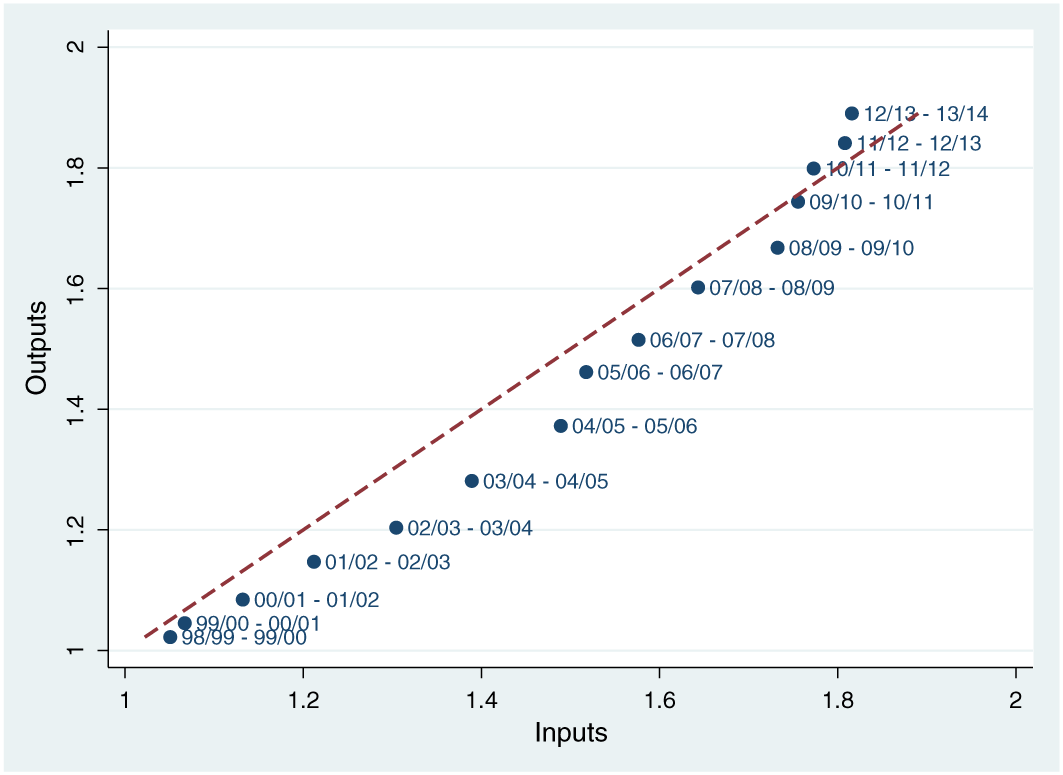 2
12/13 - 13/14
11/12 - 12/13
1.8
10/11 - 11/12
09/10 - 10/11
08/09 - 09/10
1.6
07/08 - 08/09
06/07 - 07/08
05/06 - 06/07
Outputs
1.4
04/05 - 05/06
03/04 - 04/05
1.2
02/03 - 03/04
01/02 - 02/03
00/01 - 01/02
99/00 - 00/01
98/99 - 99/00
1
1 1.2 1.4 1.6 1.8 2
Inputs